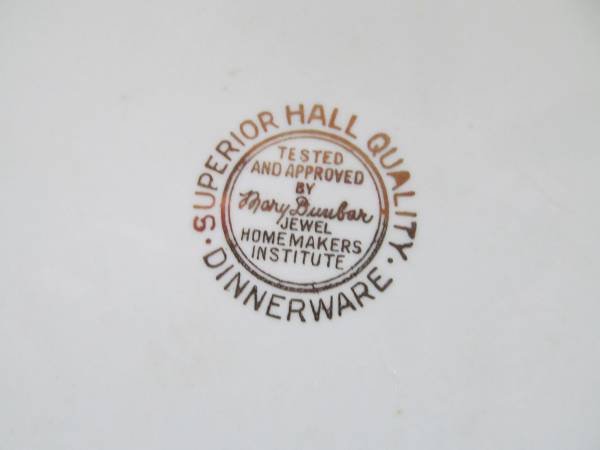 SUPERIOR HALL QUALITY
TESTED
AND APPROVED
BY
Mary Dunbar
JEWEL
HOMEMAKERS
INSTITUTE
· DINNERWARE ·